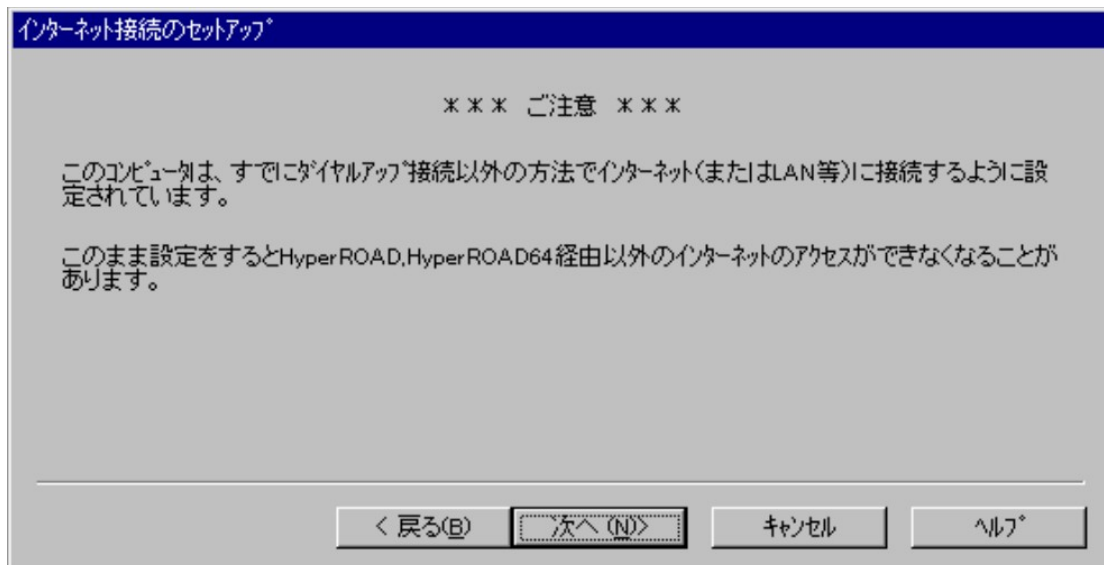 ｲﾝﾀｰﾈｯﾄ接続のｾｯﾄｱｯﾌﾟ
＊＊＊ ご注意 ＊＊＊
このｺﾝﾋﾟｭｰﾀは、すでにﾀﾞｲﾔﾙｱｯﾌﾟ接続以外の方法でｲﾝﾀｰﾈｯﾄ(またはLAN等)に接続するように設
定されています。
このまま設定をするとHyperROAD,HyperROAD64経由以外のｲﾝﾀｰﾈｯﾄのｱｸｾｽができなくなることが
あります。
< 戻る(B)
次へ (N)>
ｷｬﾝｾﾙ
ﾍﾙﾌﾟ